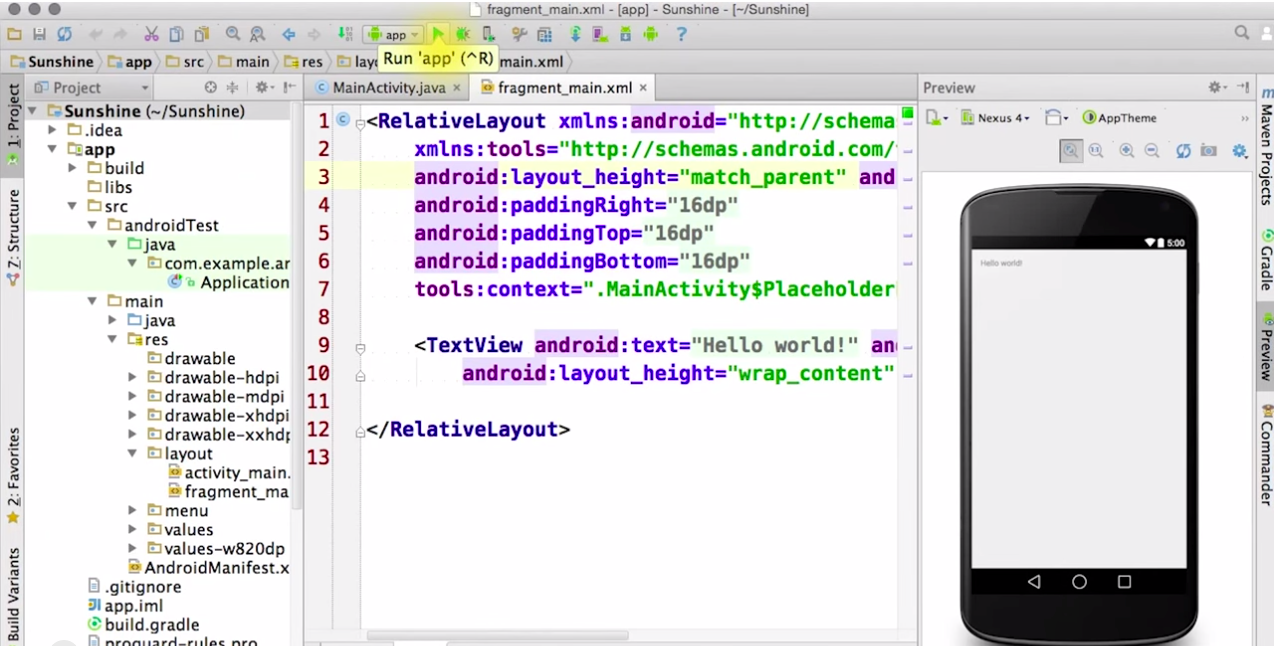 fragment_main.xml - [app] - Sunshine - [~/Sunshine]
app
Run 'app' (^R)
Sunshine app src main res layo main.xml
1: Project
7: Structure
2: Favorites
Build Variants
Project
Sunshine (~/Sunshine)
.idea
app
build
libs
src
androidTest
java
com.example.an
Application
main
java
res
drawable
drawable-hdpi
drawable-mdpi
drawable-xhdpi
drawable-xxhdp
layout
activity_main.
fragment_ma
menu
values
values-w820dp
AndroidManifest.x
.gitignore
app.iml
build.gradle
proguard-rules.pro
MainActivity.java fragment_main.xml
1 <RelativeLayout xmlns:android="http://schema
2 xmlns:tools="http://schemas.android.com/
3 android:layout_height="match_parent" and
4 android:paddingRight="16dp"
5 android:paddingTop="16dp"
6 android:paddingBottom="16dp"
7 tools:context=".MainActivity$Placeholder
8
9 <TextView android:text="Hello world!" an
10 android:layout_height="wrap_content"
11
12 </RelativeLayout>
13
Preview
Nexus 4 AppTheme
1:1
5:00
Hello world!
Maven Projects
Gradle
Preview
Commander